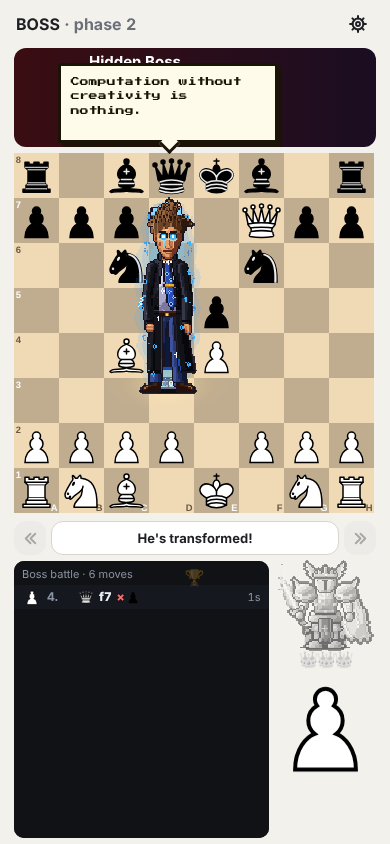 BOSS · phase 2
Hidden Boss
Computation without
creativity is
nothing.
8
7
6
5
4
3
2
1
A B C D E F G H
He's transformed!
Boss battle · 6 moves
4. f7 × 1s